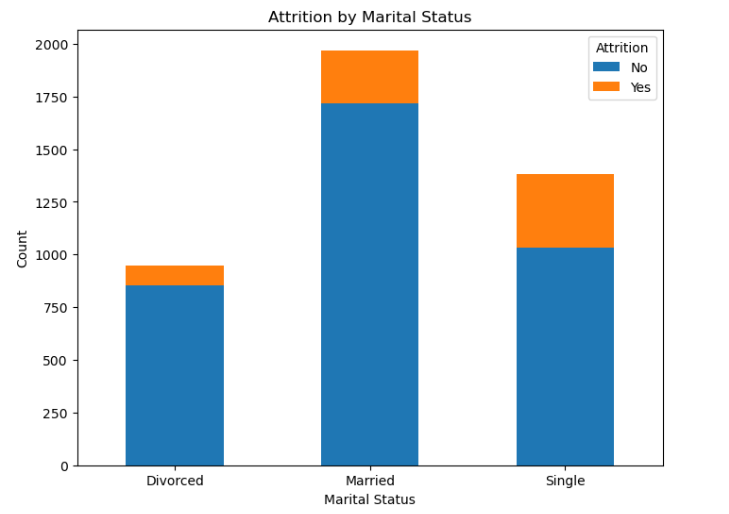 Attrition by Marital Status
Attrition
No
Yes
2000
1750
1500
1250
1000
750
500
250
0
Count
Divorced Married Single
Marital Status